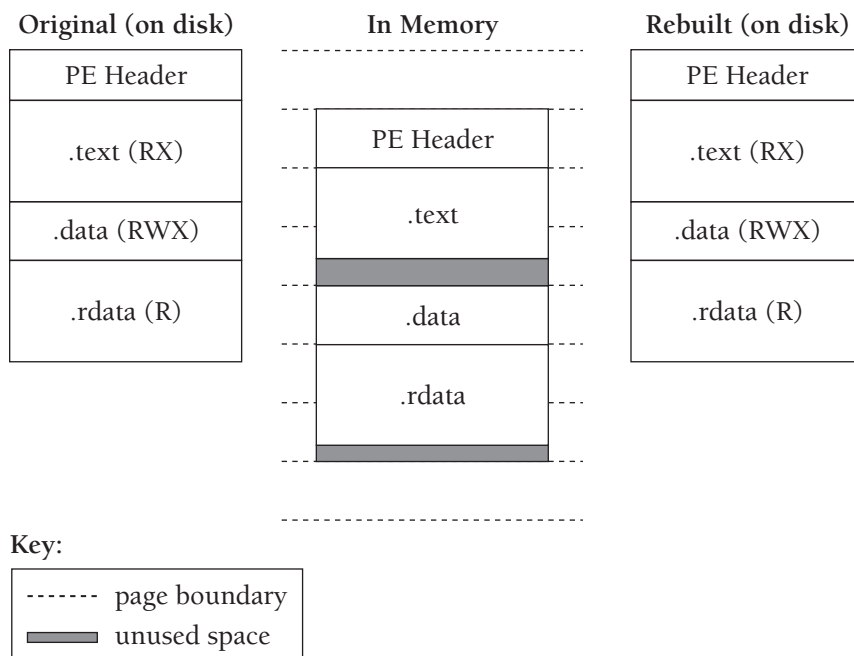 Original (on disk)
PE Header
.text (RX)
.data (RWX)
.rdata (R)
In Memory
PE Header
.text
.data
.rdata
Rebuilt (on disk)
PE Header
.text (RX)
.data (RWX)
.rdata (R)
Key:
page boundary
unused space